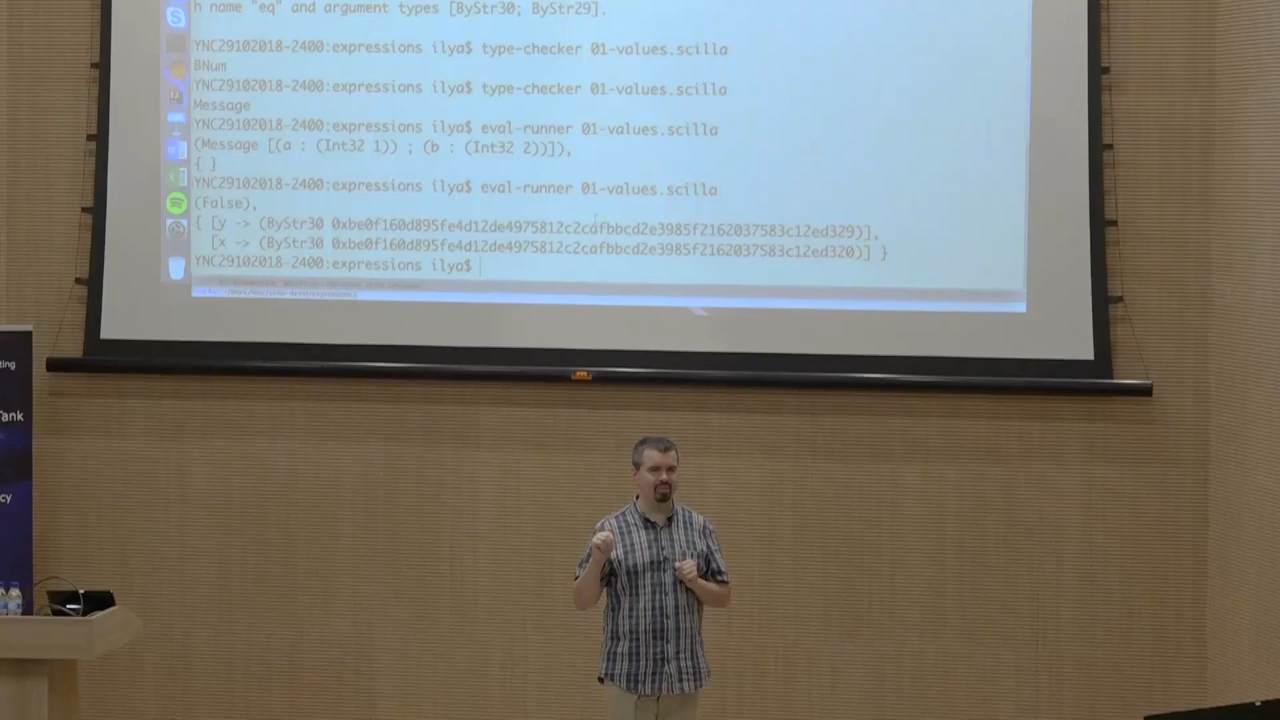 h name "eq" and argument types [ByStr30; ByStr29].
YNC29102018-2400:expressions ilya$ type-checker 01-values.scilla
BNum
YNC29102018-2400:expressions ilya$ type-checker 01-values.scilla
Message
YNC29102018-2400:expressions ilya$ eval-runner 01-values.scilla
(Message [(a : (Int32 1)) ; (b : (Int32 2))]),
{ }
YNC29102018-2400:expressions ilya$ eval-runner 01-values.scilla
(False),
{ [y -> (ByStr30 0xbe0f160d895fe4d12de4975812c2cafbbcd2e3985f2162037583c12ed329)],
[x -> (ByStr30 0xbe0f160d895fe4d12de4975812c2cafbbcd2e3985f2162037583c12ed320)] }
YNC29102018-2400:expressions ilya$
ting
Tank
cy